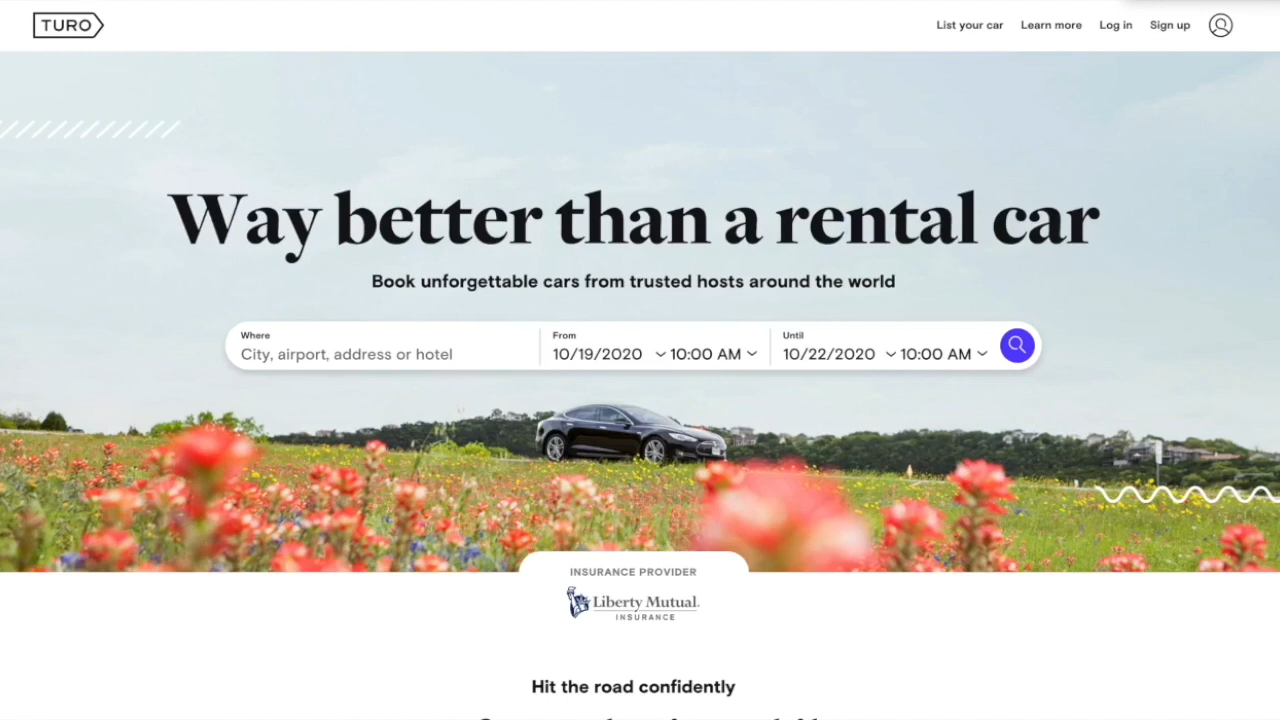 TURO
List your car Learn more Log in Sign up
Way better than a rental car
Book unforgettable cars from trusted hosts around the world
Where From Until
City, airport, address or hotel 10/19/2020 10:00 AM 10/22/2020 10:00 AM
INSURANCE PROVIDER
Liberty Mutual.
INSURANCE
Hit the road confidently